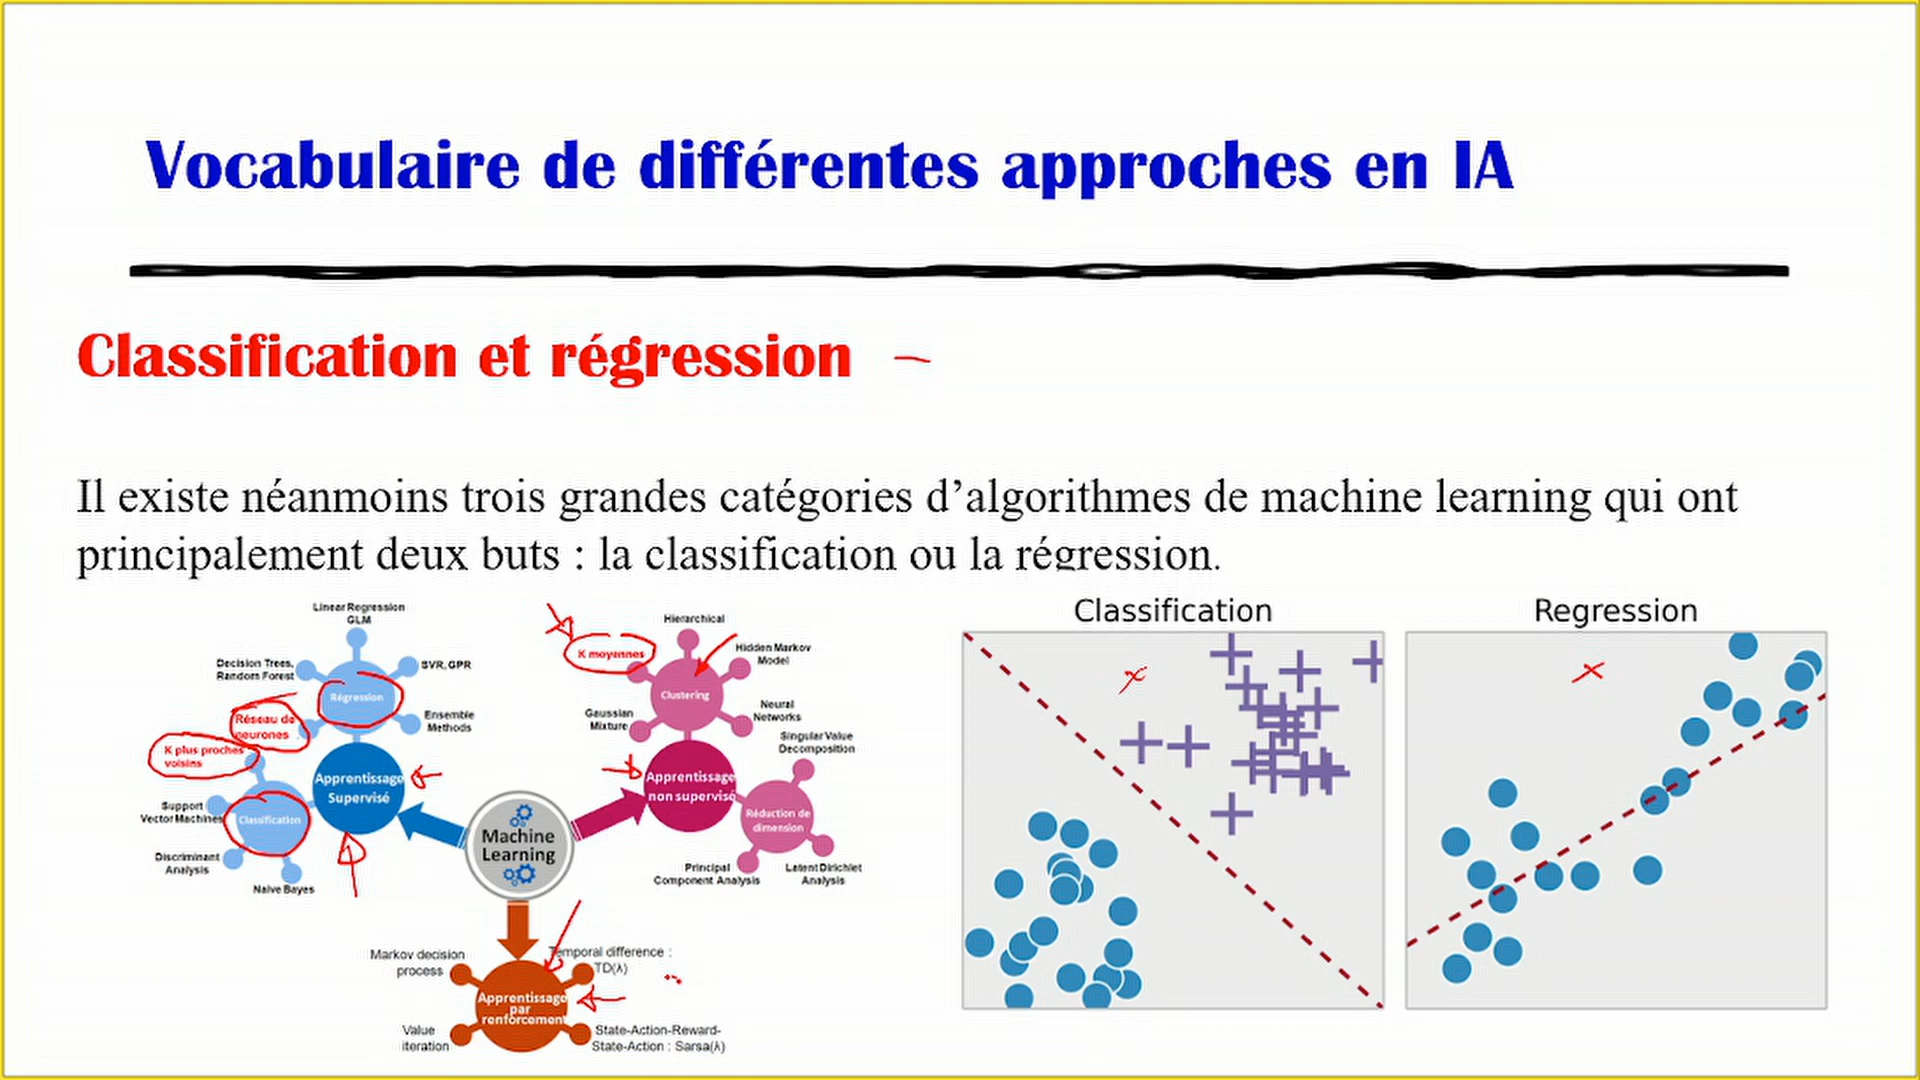 Vocabulaire de différentes approches en IA
Classification et régression
Il existe néanmoins trois grandes catégories d’algorithmes de machine learning qui ont
principalement deux buts : la classification ou la régression.
Linear Regression
GLM
Decision Trees,
Random Forest
SVR, GPR
Régression
Réseau de
neurones
Ensemble
Methods
K plus proches
voisins
Apprentissage
Supervisé
Support
Vector Machines
Classification
Discriminant
Analysis
Naive Bayes
Machine
Learning
Hierarchical
K moyennes
Hidden Markov
Model
Clustering
Gaussian
Mixture
Neural
Networks
Singular Value
Decomposition
Apprentissage
non supervisé
Réduction de
dimension
Principal
Component Analysis
Latent Dirichlet
Analysis
Markov decision
process
Temporal difference :
TD(λ)
Apprentissage
par
renforcement
Value
iteration
State-Action-Reward-
State-Action : Sarsa(λ)
Classification
Regression